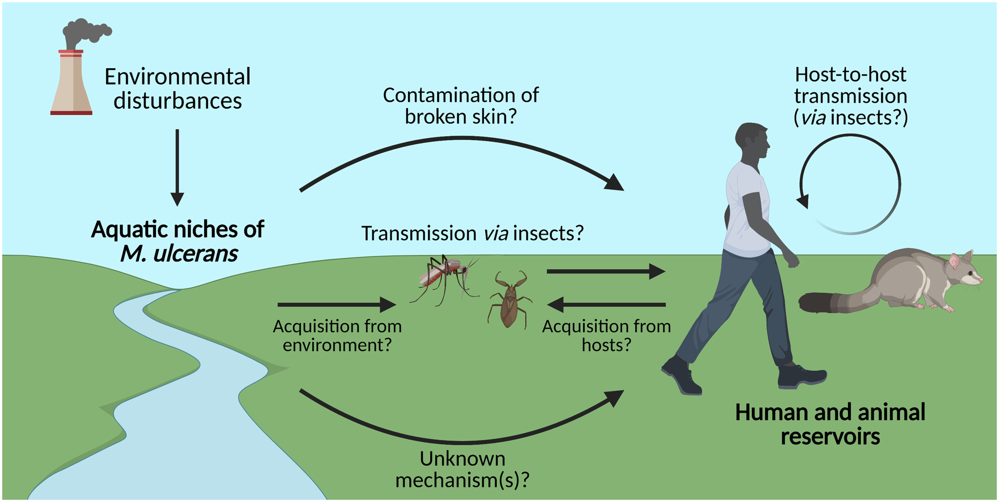 Environmental
disturbances
Aquatic niches of
M. ulcerans
Contamination of
broken skin?
Transmission via insects?
Acquisition from
environment?
Acquisition from
hosts?
Unknown
mechanism(s)?
Host-to-host
transmission
(via insects?)
Human and animal
reservoirs